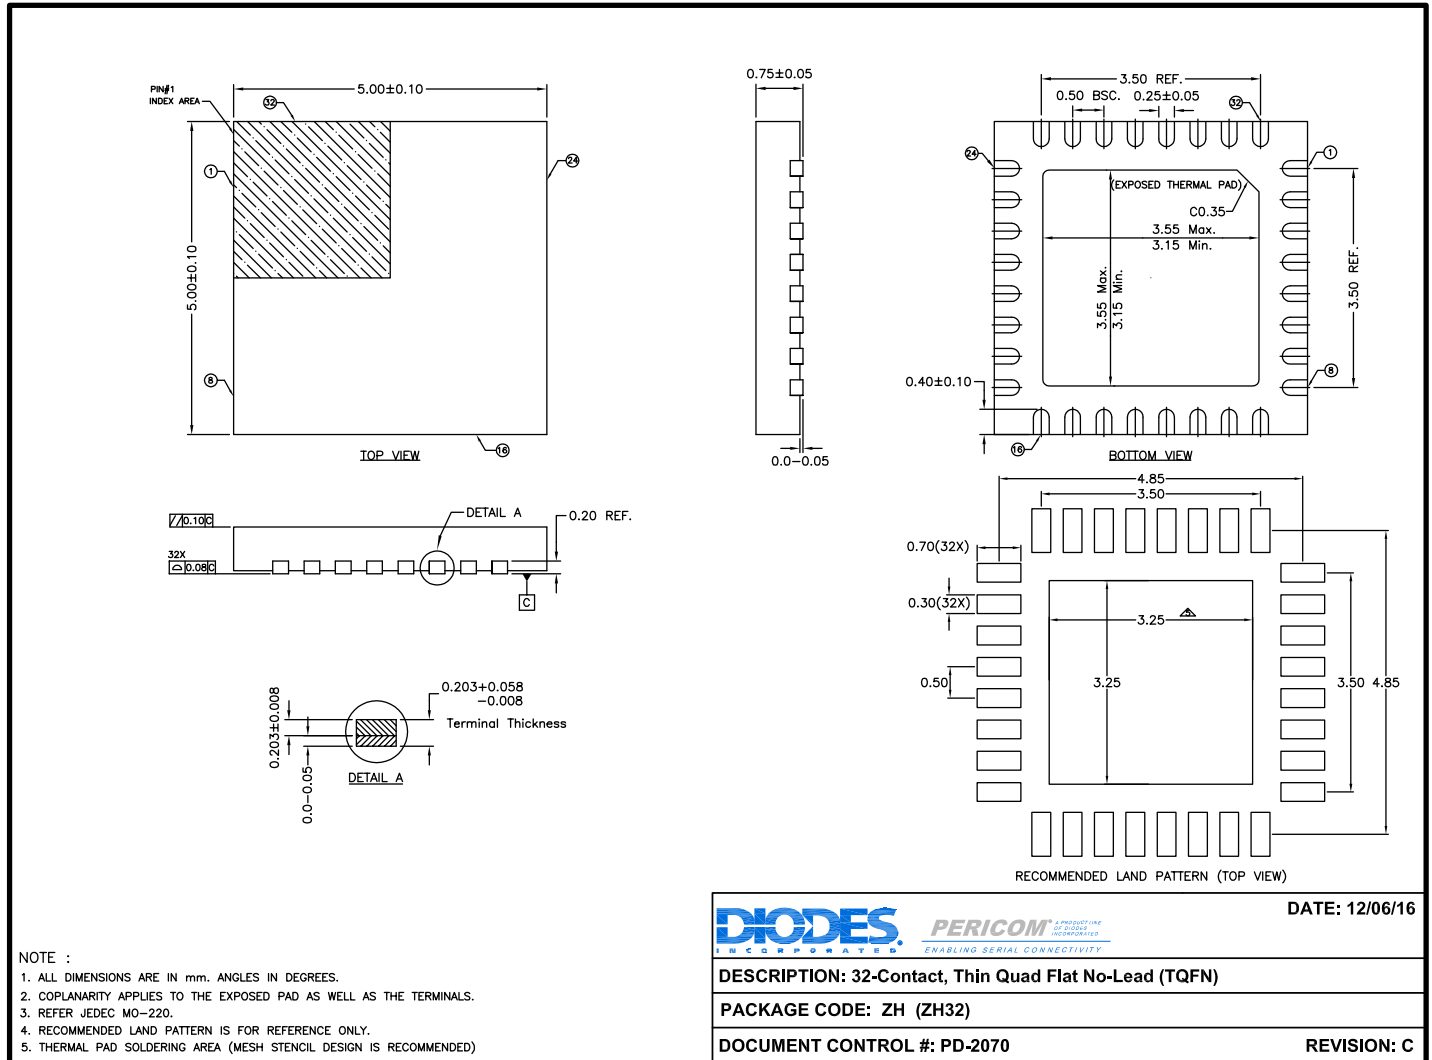 PIN#1
INDEX AREA
5.00±0.10
32
1
24
5.00±0.10
8
16
TOP VIEW
0.75±0.05
0.0-0.05
3.50 REF.
0.50 BSC.
0.25±0.05
32
24
1
(EXPOSED THERMAL PAD)
C0.35
3.55 Max.
3.15 Min.
3.55 Max.
3.15 Min.
3.50 REF.
0.40±0.10
8
16
BOTTOM VIEW
//0.10C
32X
0.08C
DETAIL A
0.20 REF.
C
4.85
3.50
0.70(32X)
0.30(32X)
3.25
5
0.50
3.25
3.50
4.85
RECOMMENDED LAND PATTERN (TOP VIEW)
0.203±0.008
0.0-0.05
0.203+0.058
-0.008
Terminal Thickness
DETAIL A
NOTE :
1. ALL DIMENSIONS ARE IN mm. ANGLES IN DEGREES.
2. COPLANARITY APPLIES TO THE EXPOSED PAD AS WELL AS THE TERMINALS.
3. REFER JEDEC MO-220.
4. RECOMMENDED LAND PATTERN IS FOR REFERENCE ONLY.
5. THERMAL PAD SOLDERING AREA (MESH STENCIL DESIGN IS RECOMMENDED)
DIODES.
INCORPORATED
PERICOM®
A PRODUCT LINE
OF DIODES
INCORPORATED
ENABLING SERIAL CONNECTIVITY
DATE: 12/06/16
DESCRIPTION: 32-Contact, Thin Quad Flat No-Lead (TQFN)
PACKAGE CODE: ZH (ZH32)
DOCUMENT CONTROL #: PD-2070
REVISION: C